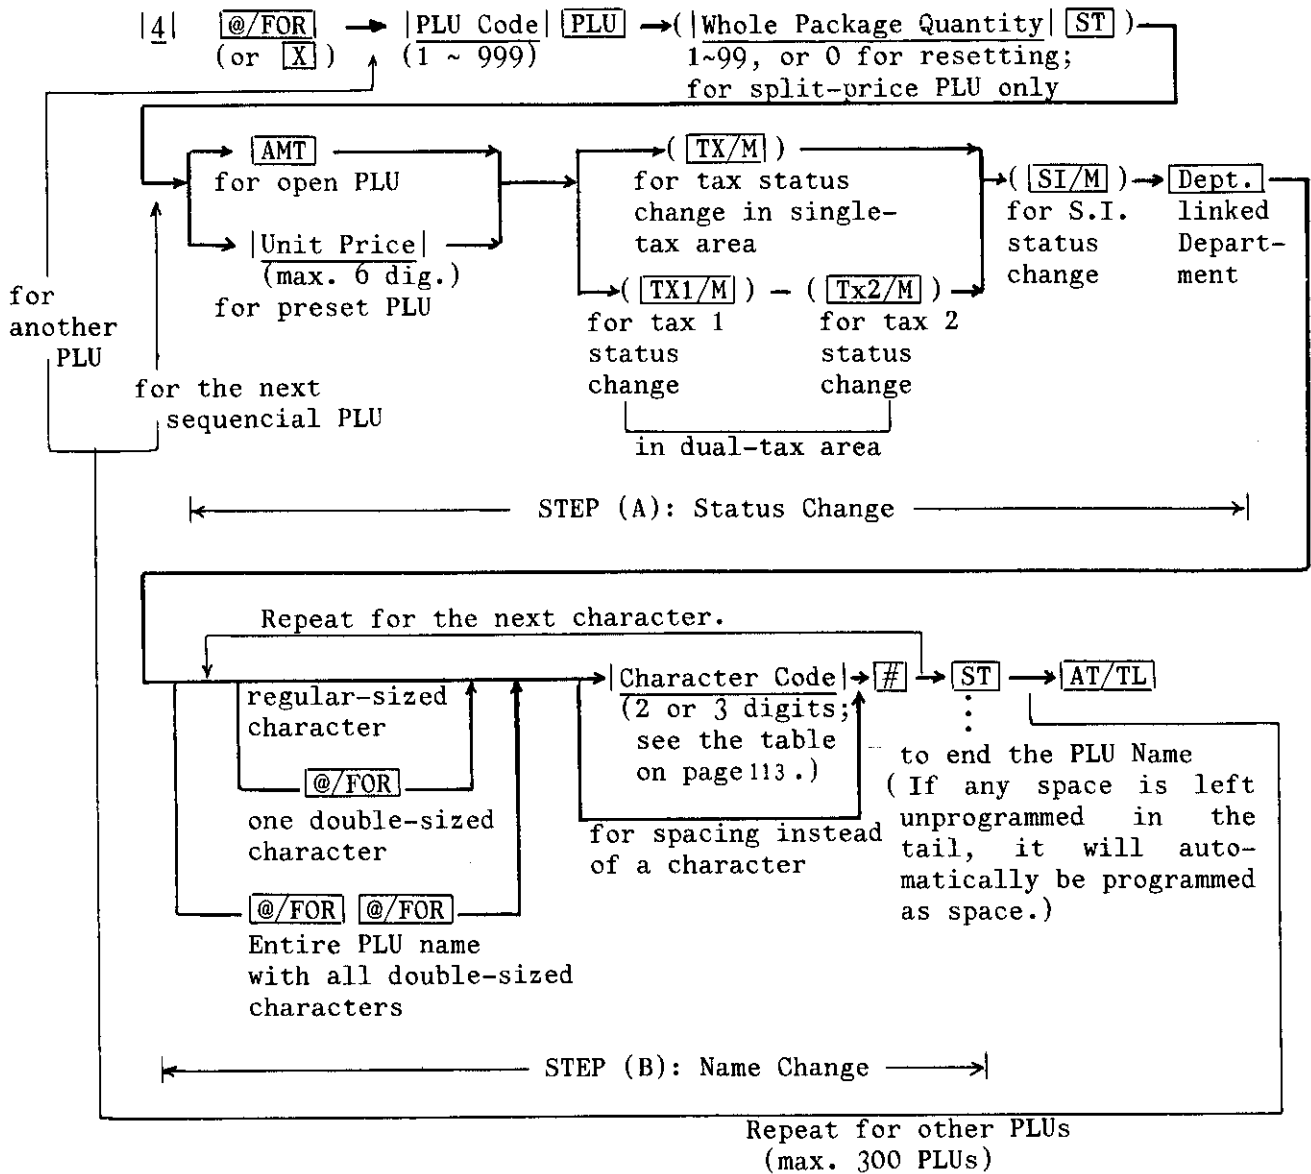 |4| @/FOR → |PLU Code| PLU → (|Whole Package Quantity| ST)
(or X) (1 ~ 999) 1~99, or 0 for resetting;
for split-price PLU only
AMT
for open PLU
|Unit Price|
(max. 6 dig.)
for preset PLU
(TX/M)
for tax status
change in single-
tax area
(TX1/M) - (Tx2/M)
for tax 1
status
change
for tax 2
status
change
in dual-tax area
(SI/M) → Dept.
for S.I.
status
change
linked
Depart-
ment
for
another
PLU
for the next
sequencial PLU
STEP (A): Status Change
Repeat for the next character.
regular-sized
character
@/FOR
one double-sized
character
@/FOR @/FOR
Entire PLU name
with all double-sized
characters
|Character Code| → # → ST → AT/TL
(2 or 3 digits;
see the table
on page 113.)
for spacing instead
of a character
to end the PLU Name
(If any space is left
unprogrammed in the
tail, it will auto-
matically be programmed
as space.)
STEP (B): Name Change
Repeat for other PLUs
(max. 300 PLUs)